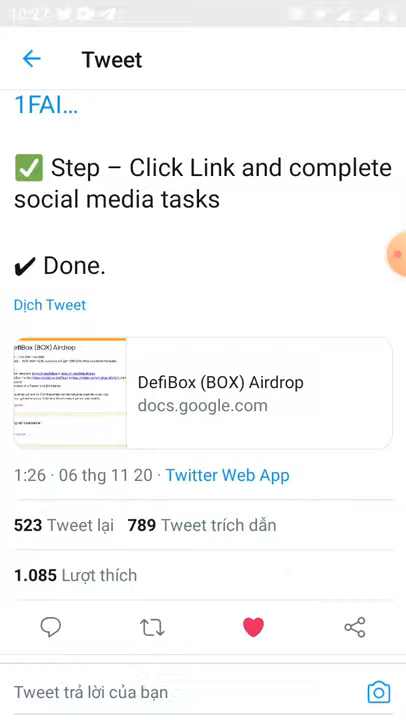 10:27
Tweet
1FAI...
✅ Step – Click Link and complete
social media tasks
✔ Done.
Dịch Tweet
DefiBox (BOX) Airdrop
DefiBox (BOX) Airdrop
docs.google.com
1:26 · 06 thg 11 20 · Twitter Web App
523 Tweet lại 789 Tweet trích dẫn
1.085 Lượt thích
Tweet trả lời của bạn